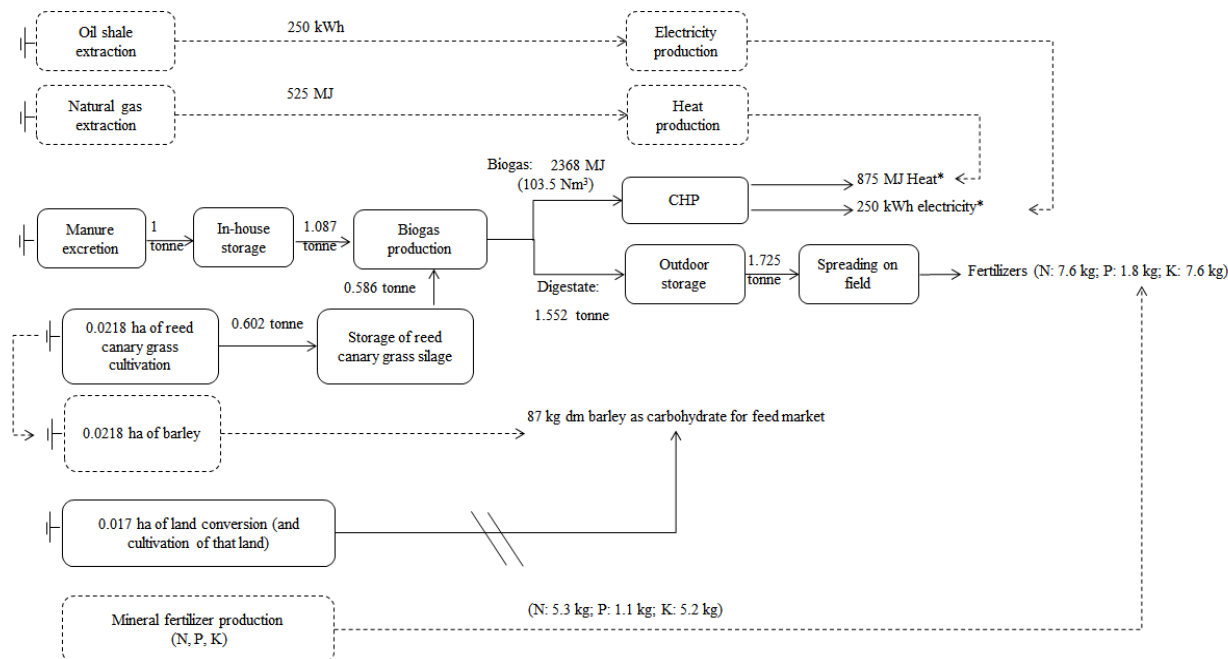 Oil shale
extraction
250 kWh
Electricity
production
Natural gas
extraction
525 MJ
Heat
production
Biogas: 2368 MJ
(103.5 Nm³)
CHP
875 MJ Heat*
250 kWh electricity*
Manure
excretion
1
tonne
In-house
storage
1.087
tonne
Biogas
production
Digestate:
1.552 tonne
Outdoor
storage
1.725
tonne
Spreading on
field
Fertilizers (N: 7.6 kg; P: 1.8 kg; K: 7.6 kg)
0.586 tonne
0.0218 ha of reed
canary grass
cultivation
0.602 tonne
Storage of reed
canary grass silage
0.0218 ha of barley
87 kg dm barley as carbohydrate for feed market
0.017 ha of land conversion (and
cultivation of that land)
Mineral fertilizer production
(N, P, K)
(N: 5.3 kg; P: 1.1 kg; K: 5.2 kg)